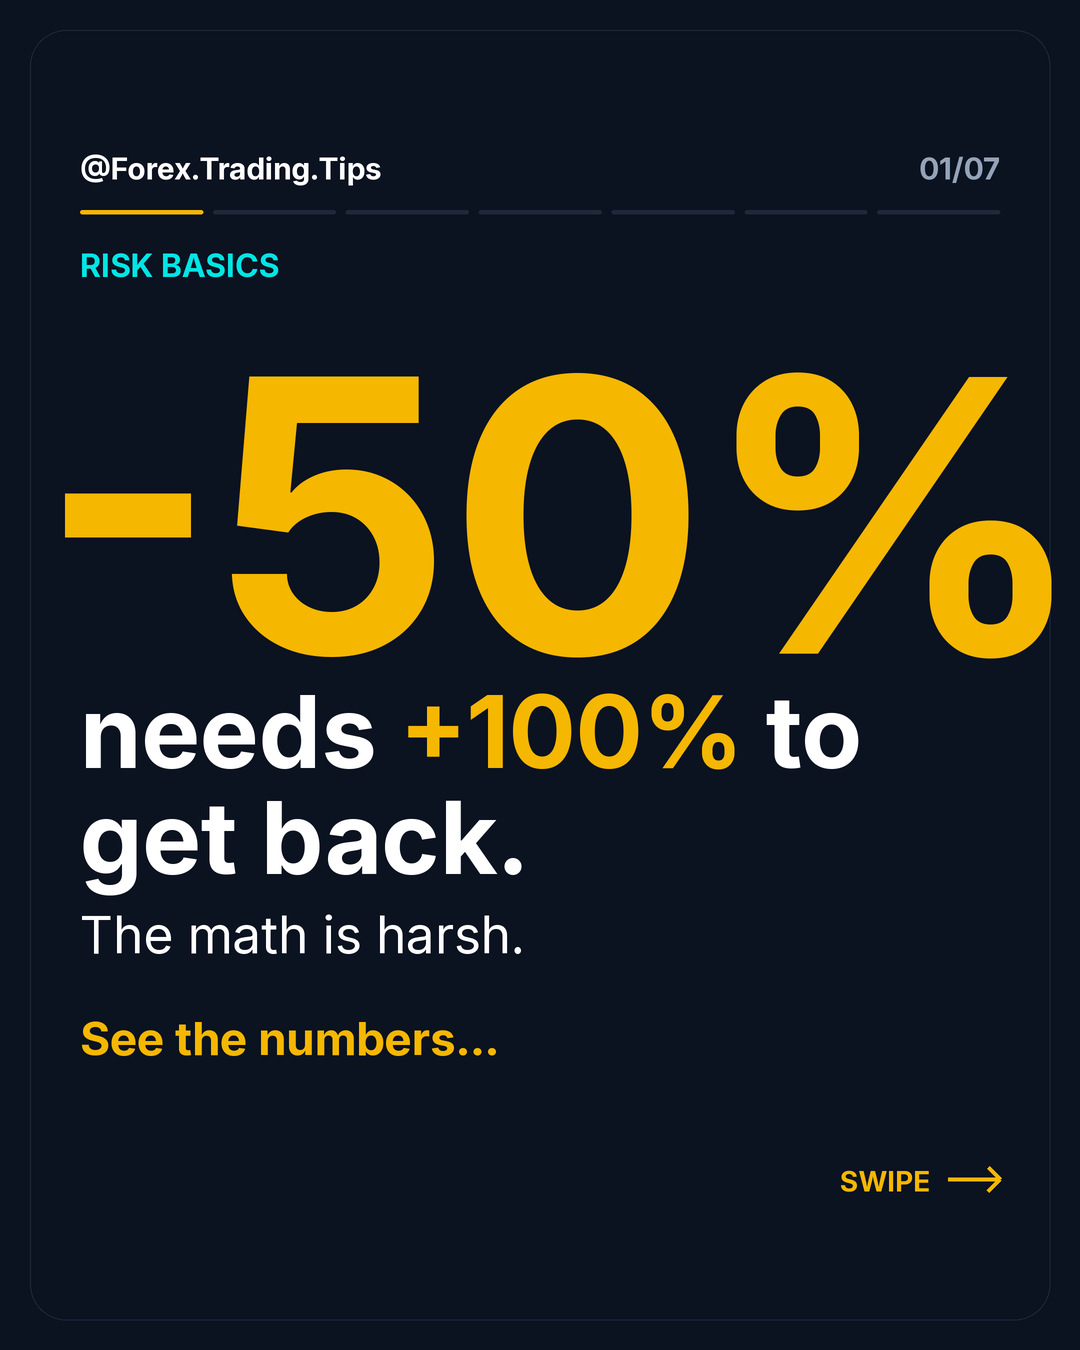 @Forex.Trading.Tips
01/07
RISK BASICS
-50%
needs +100% to
get back.
The math is harsh.
See the numbers...
SWIPE →